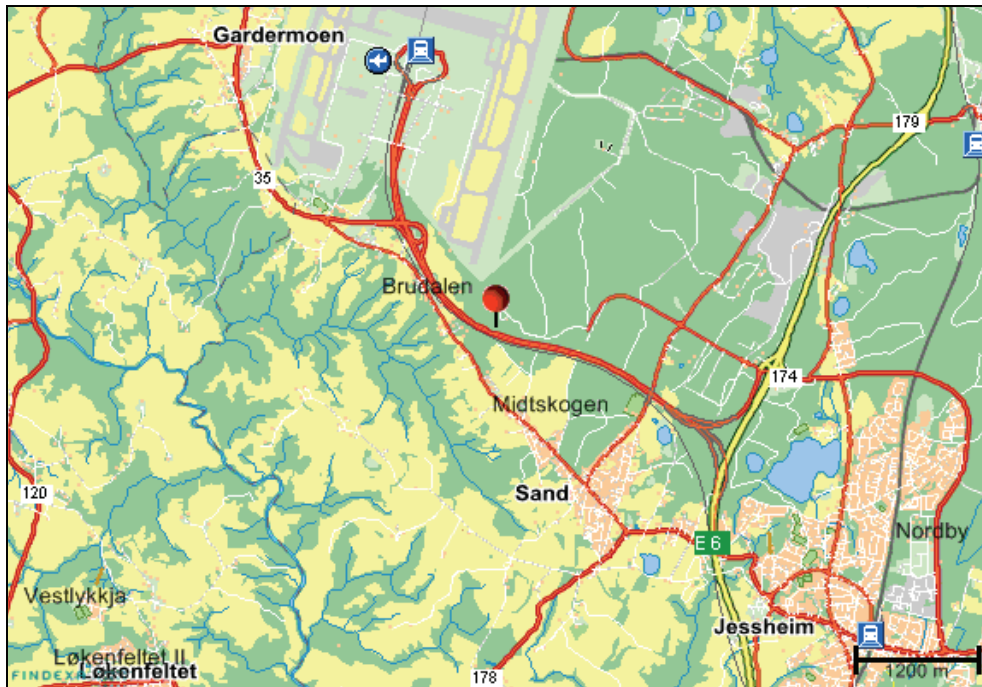 Gardermoen
179
35
Brudalen
174
Midtskogen
120
Sand
Nordby
E 6
Vestlykkja
Jessheim
Løkenfeltet II
Løkenfeltet
178
1200 m